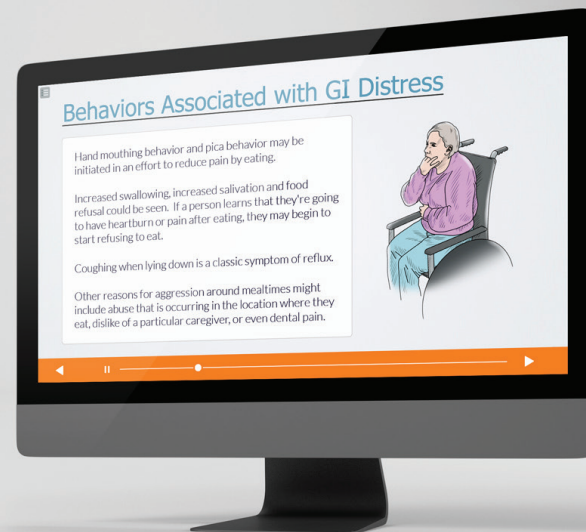 Behaviors Associated with GI Distress
Hand mouthing behavior and pica behavior may be
initiated in an effort to reduce pain by eating.
Increased swallowing, increased salivation and food
refusal could be seen. If a person learns that they're going
to have heartburn or pain after eating, they may begin to
start refusing to eat.
Coughing when lying down is a classic symptom of reflux.
Other reasons for aggression around mealtimes might
include abuse that is occurring in the location where they
eat, dislike of a particular caregiver, or even dental pain.